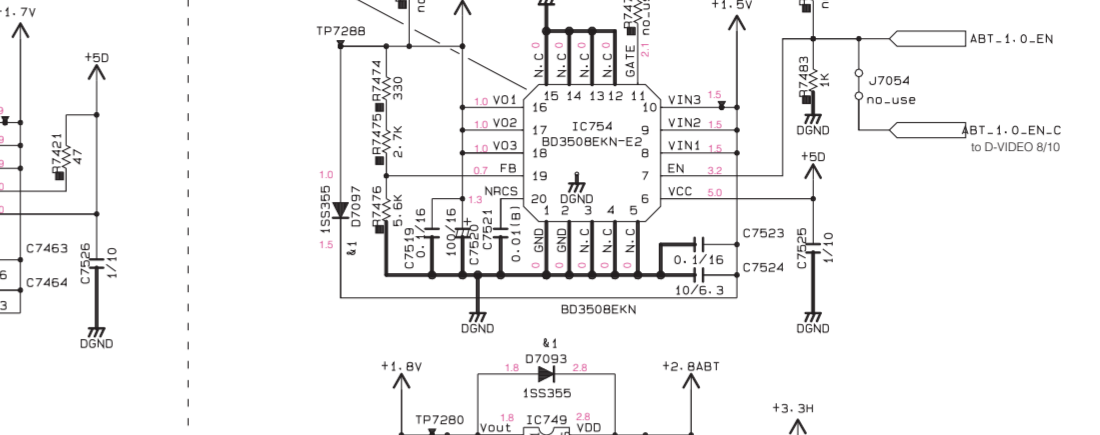 +1.7V
+5D
R7421
47
C7463
C7464
C7526
1/10
DGND
TP7288
R7474
330
R7475
2.7K
R7476
5.6K
1.0
1SS355
D7097
1.5
&1
C7519
0.1/16
C7520
100/16
C7521
0.01(B)
1.3
N.C 0
N.C 0
N.C 0
N.C 0
GATE 2.1
no_use
15 14 13 12 11
1.0 VO1 16
1.0 VO2 17
1.0 VO3 18
0.7 FB 19
NRCS 20
IC754
BD3508EKN-E2
DGND
10 VIN3 1.5
9 VIN2 1.5
8 VIN1 1.5
7 EN 3.2
6 VCC 5.0
1 2 3 4 5
0 GND
0 GND
0 N.C
0 N.C
0 N.C
DGND
BD3508EKN
C7523
0.1/16
C7524
10/6.3
+1.5V
R7483
1K
DGND
ABT_1.0_EN
J7054
no_use
ABT_1.0_EN_C
to D-VIDEO 8/10
+5D
C7525
1/10
DGND
&1
D7093
1.8 2.8
1SS355
+1.8V
+2.8ABT
TP7280
1.8 IC749 2.8
Vout VDD
+3.3H